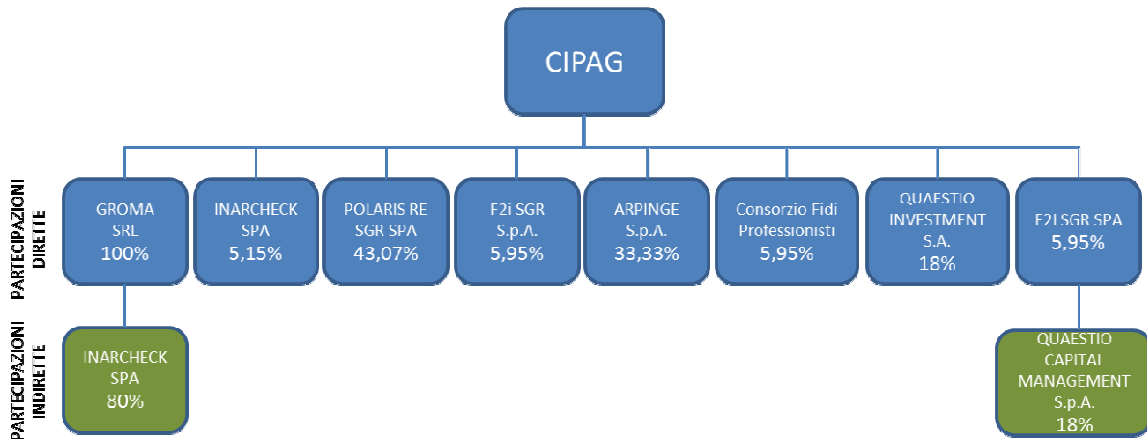 CIPAG
PARTECIPAZIONI
DIRETTE
GROMA
SRL
100%
INARCHECK
SPA
5,15%
POLARIS RE
SGR SPA
43,07%
F2i SGR
S.p.A.
5,95%
ARPINGE
S.p.A.
33,33%
Consorzio Fidi
Professionisti
5,95%
QUAESTIO
INVESTMENT
S.A.
18%
F2I SGR SPA
5,95%
PARTECIPAZIONI
INDIRETTE
INARCHECK
SPA
80%
QUAESTIO
CAPITAL
MANAGEMENT
S.p.A.
18%